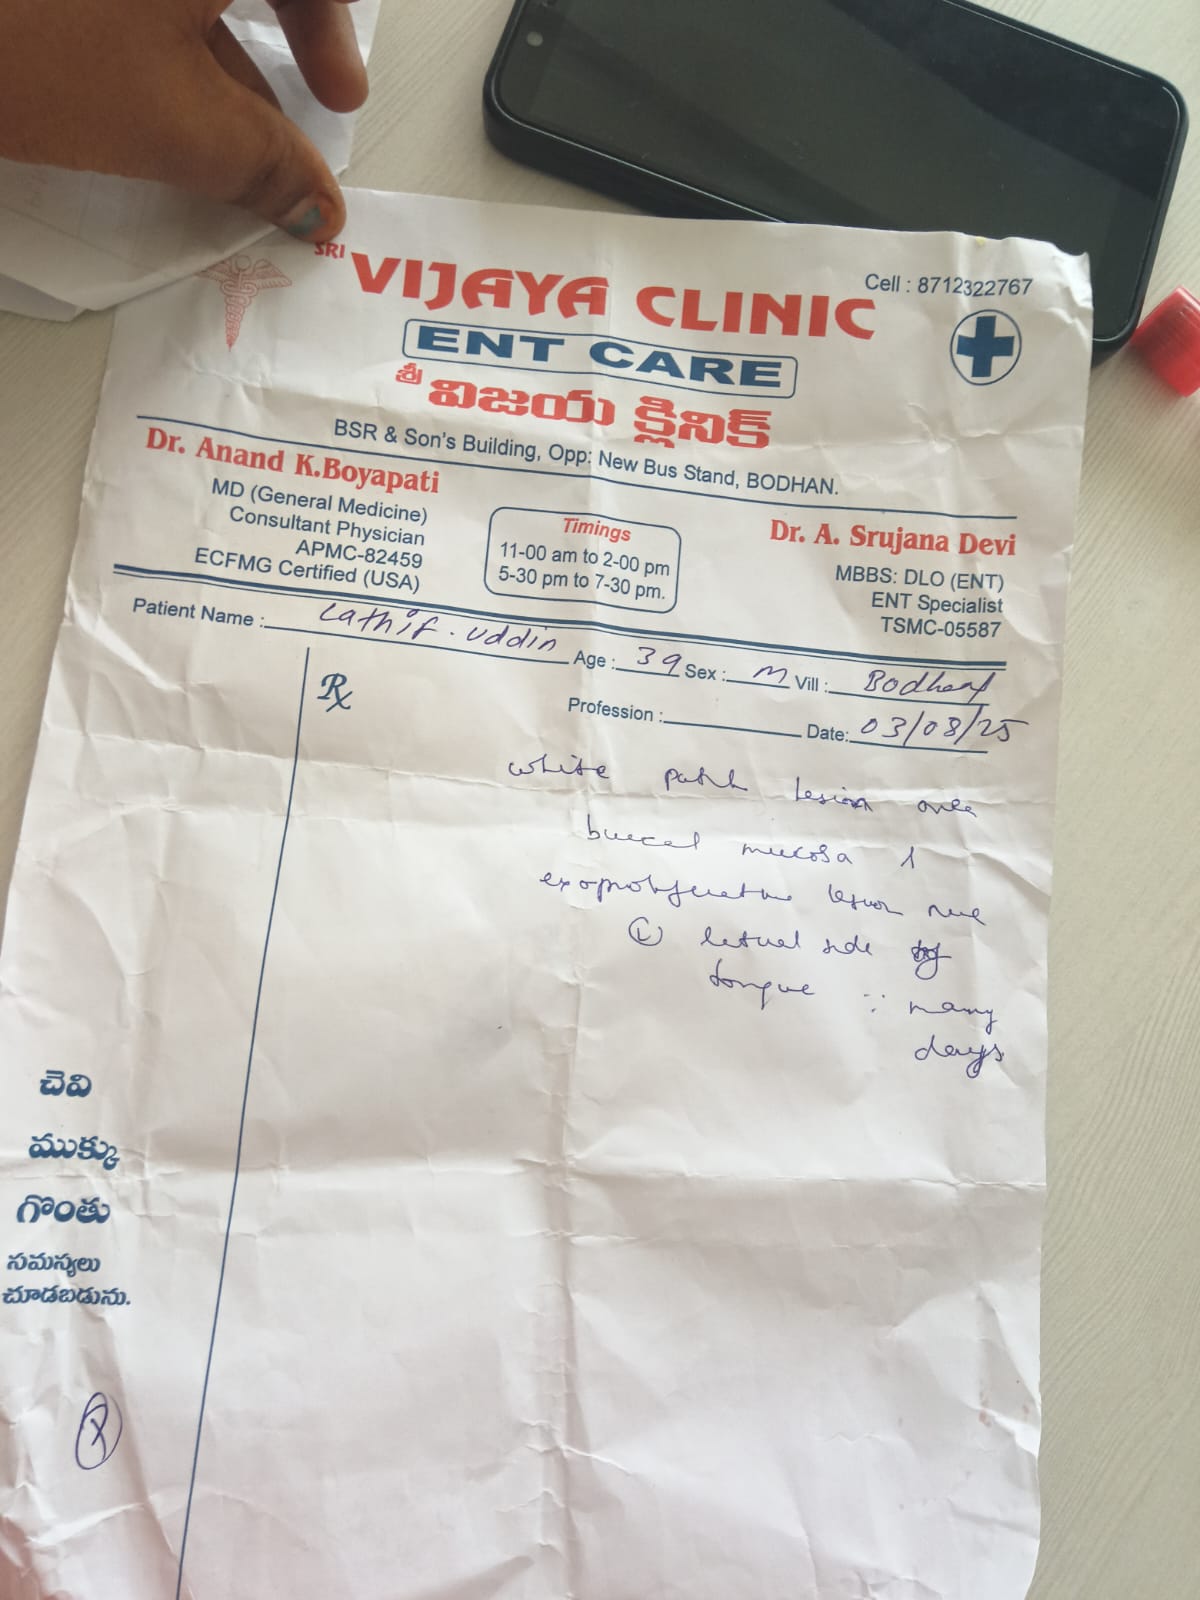 SRI VIJAYA CLINIC
Cell : 8712322767
ENT CARE
శ్రీ విజయ క్లినిక్
BSR & Son's Building, Opp: New Bus Stand, BODHAN.
Dr. Anand K.Boyapati
MD (General Medicine)
Consultant Physician
APMC-82459
ECFMG Certified (USA)
Timings
11-00 am to 2-00 pm
5-30 pm to 7-30 pm.
Dr. A. Srujana Devi
MBBS: DLO (ENT)
ENT Specialist
TSMC-05587
Patient Name : Lathif. Uddin Age : 39 Sex : M Vill : Bodhan
Profession : Date: 03/08/25
Rx
white patch lesion over
buccal mucosa
lesion
(L) lateral side of
tongue ∵ many
days
చెవి
ముక్కు
గొంతు
సమస్యలు
చూడబడును.